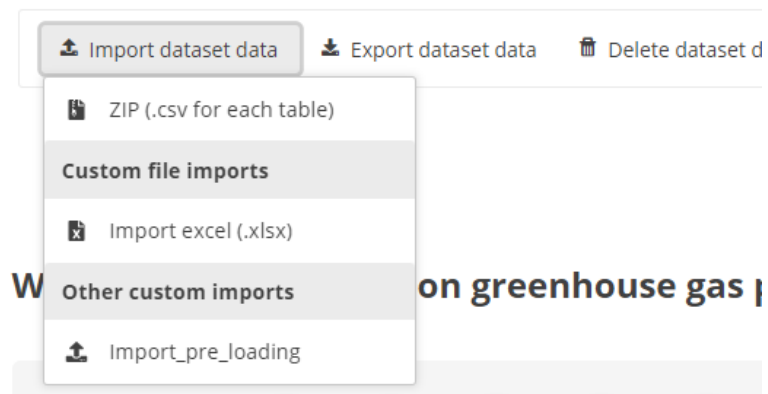 Import dataset data Export dataset data Delete dataset
ZIP (.csv for each table)
Custom file imports
Import excel (.xlsx)
on greenhouse gas
Other custom imports
Import_pre_loading